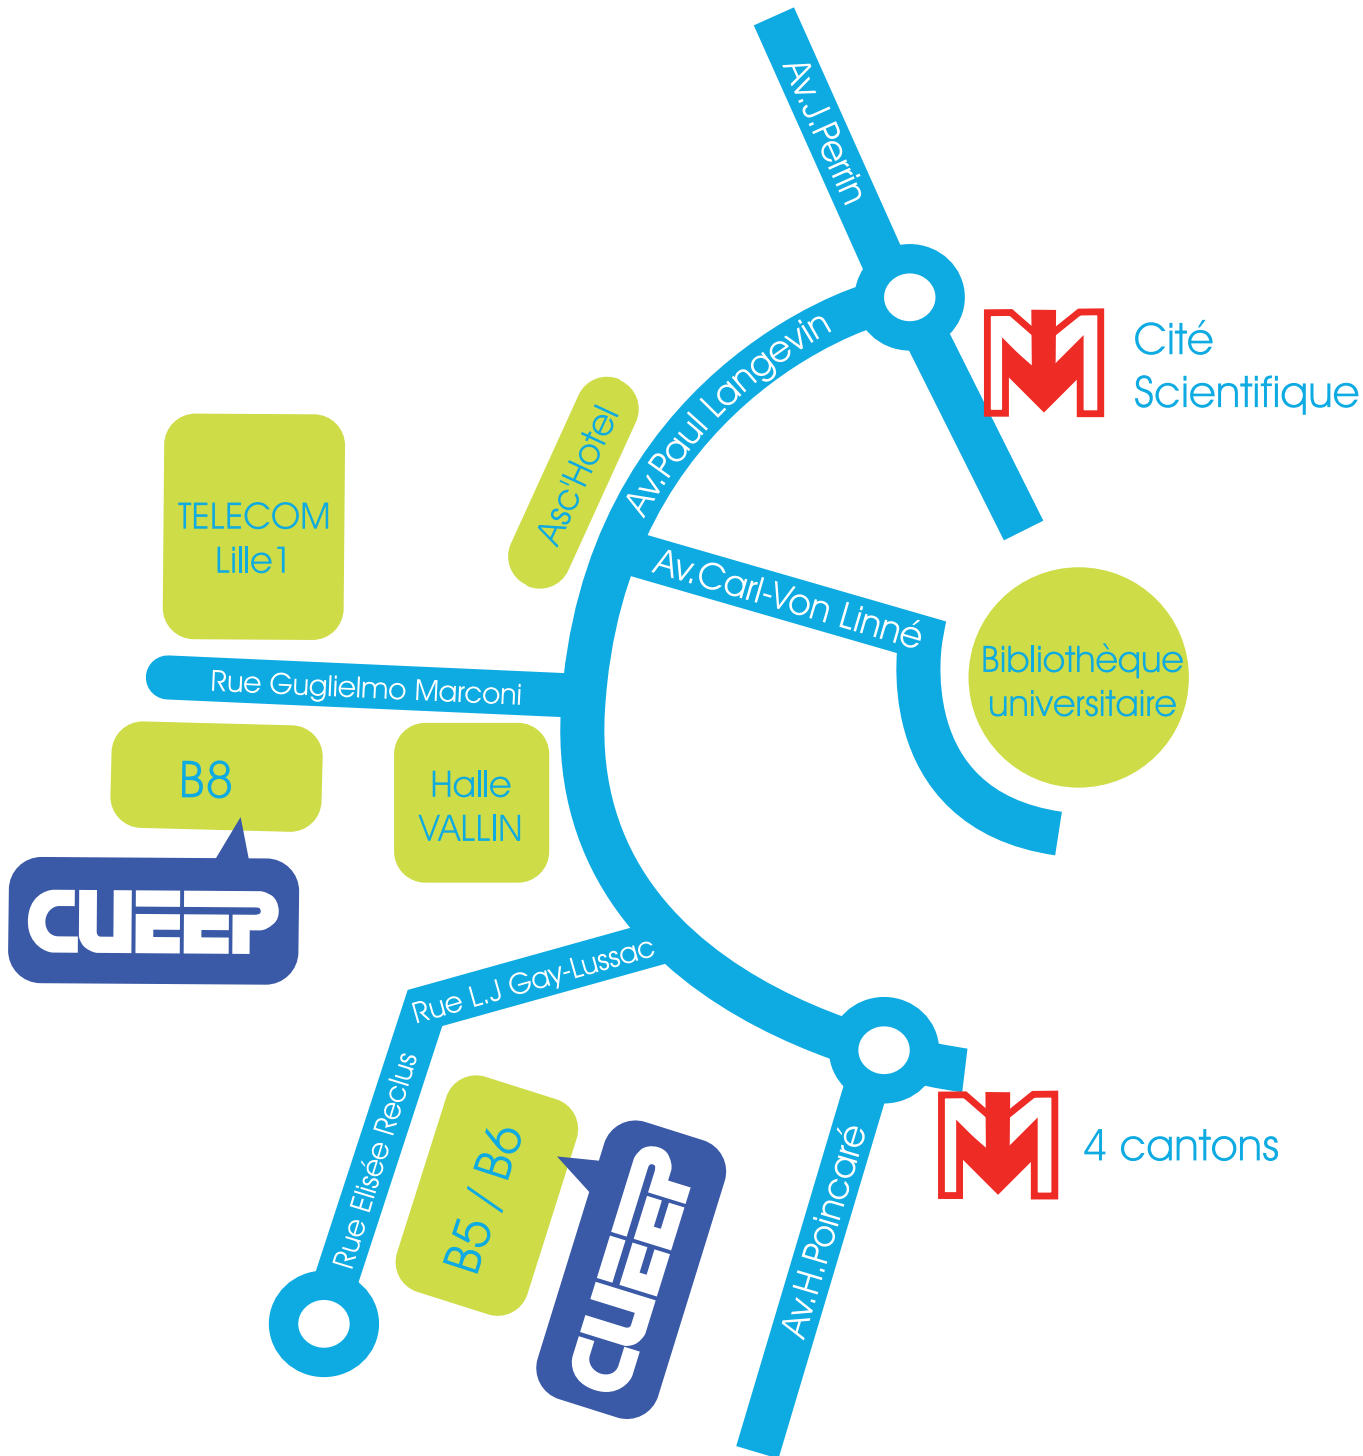 Av.J.Perrin
Cité
Scientifique
Av.Paul Langevin
Asc'Hotel
TELECOM
Lille1
Av.Carl-Von Linné
Bibliothèque
universitaire
Rue Guglielmo Marconi
B8
Halle
VALLIN
CUEEP
Rue L.J Gay-Lussac
Rue Elisée Reclus
B5 / B6
CUEEP
Av.H.Poincaré
4 cantons